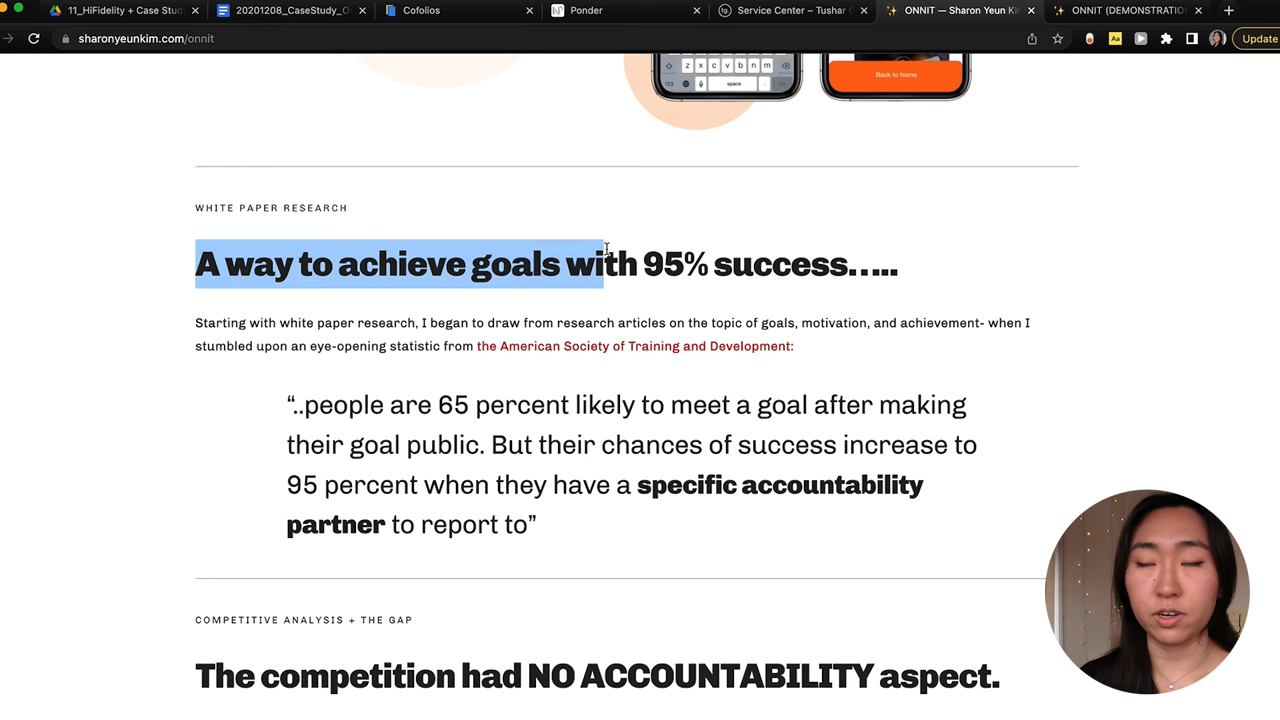 11_HiFidelity + Case Stud
20201208_CaseStudy_O
Cofolios
Ponder
Service Center – Tushar
ONNIT — Sharon Yeun Ki
ONNIT (DEMONSTRATIO
sharonyeunkim.com/onnit
Aa
Update
z x c v b n m
123 space
Back to home
WHITE PAPER RESEARCH
A way to achieve goals with 95% success…..
Starting with white paper research, I began to draw from research articles on the topic of goals, motivation, and achievement- when I
stumbled upon an eye-opening statistic from the American Society of Training and Development:
“..people are 65 percent likely to meet a goal after making
their goal public. But their chances of success increase to
95 percent when they have a specific accountability
partner to report to”
COMPETITIVE ANALYSIS + THE GAP
The competition had NO ACCOUNTABILITY aspect.